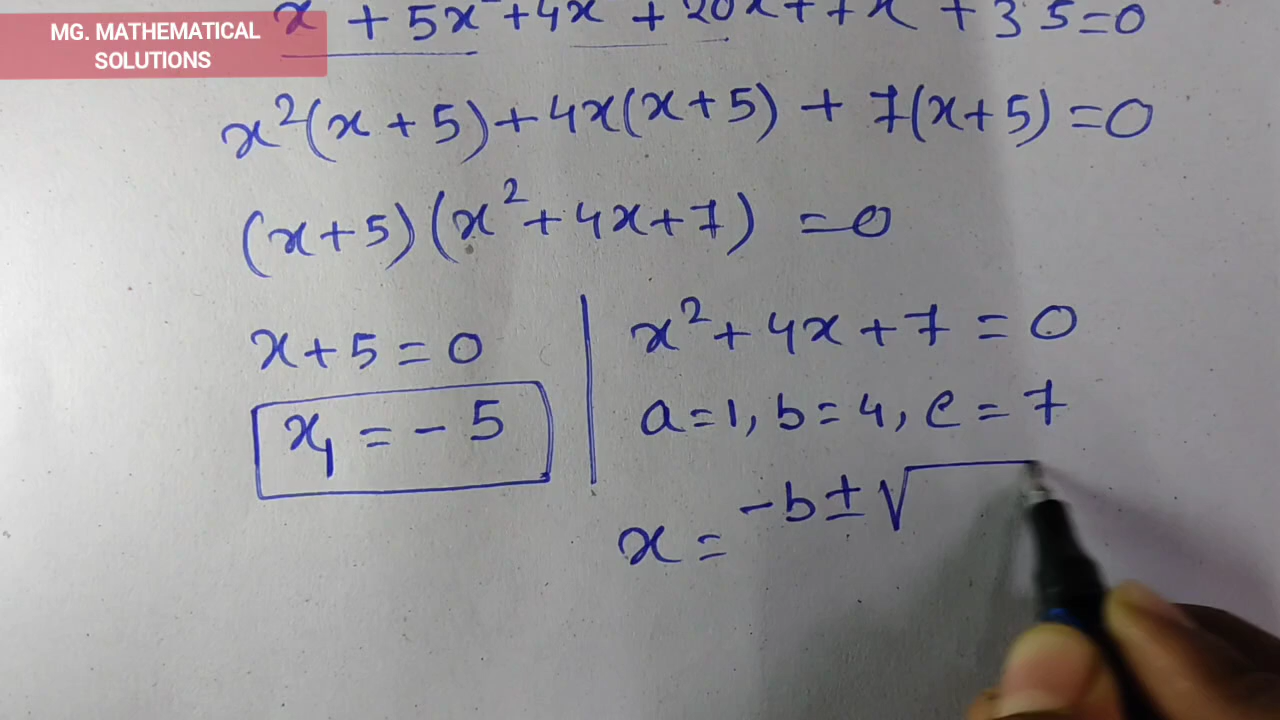 MG. MATHEMATICAL
SOLUTIONS
x + 5x + 4x + 20x + 7x + 35 = 0
x²(x + 5) + 4x(x + 5) + 7(x + 5) = 0
(x + 5)(x² + 4x + 7) = 0
x + 5 = 0
x₁ = - 5
x² + 4x + 7 = 0
a = 1, b = 4, c = 7
x = -b ± √